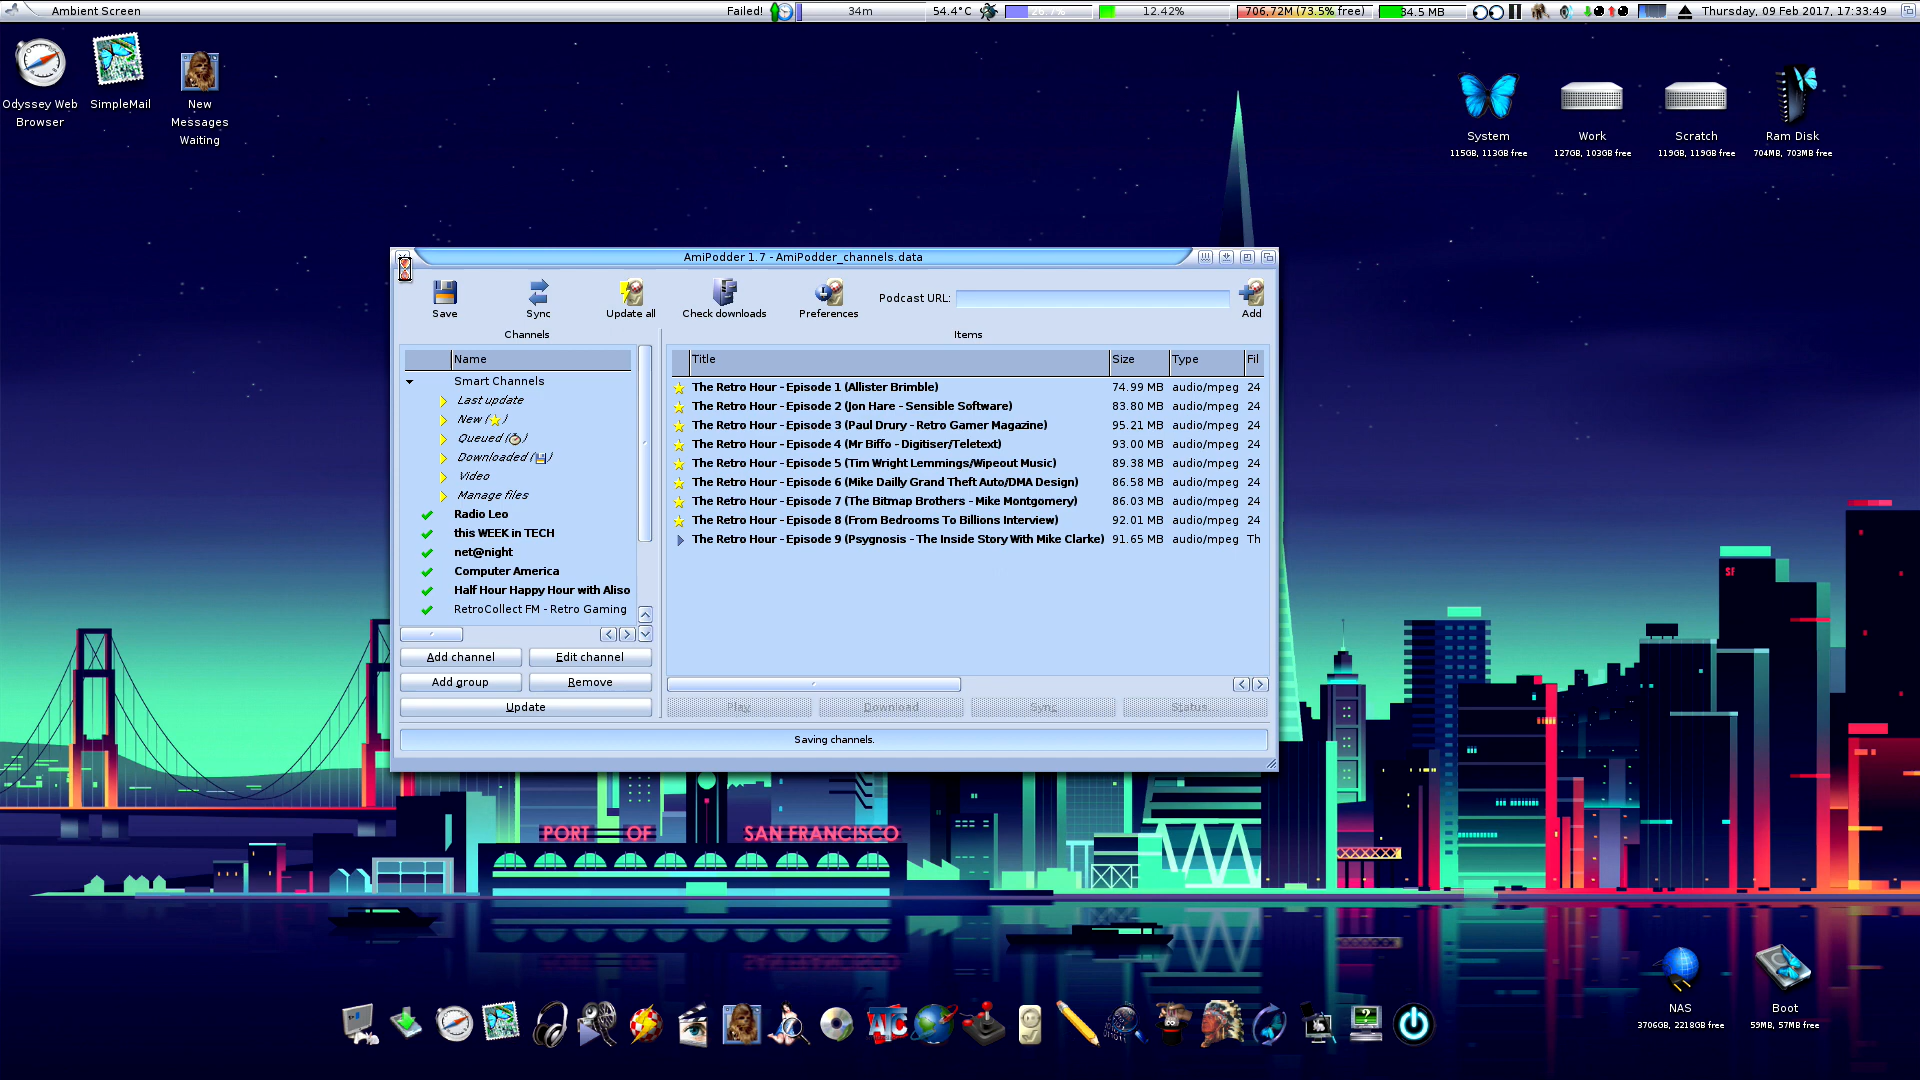 Ambient Screen
Failed!
34m
54.4°C
12.42%
706,72M (73.5% free)
34.5 MB
Thursday, 09 Feb 2017, 17:33:49
Odyssey Web
Browser
SimpleMail
New
Messages
Waiting
System
115GB, 113GB free
Work
127GB, 103GB free
Scratch
119GB, 119GB free
Ram Disk
704MB, 703MB free
AmiPodder 1.7 - AmiPodder_channels.data
Save
Sync
Update all
Check downloads
Preferences
Podcast URL:
Add
Channels
Name
Smart Channels
Last update
New ( )
Queued ( )
Downloaded ( )
Video
Manage files
Radio Leo
this WEEK in TECH
net@night
Computer America
Half Hour Happy Hour with Aliso
RetroCollect FM - Retro Gaming
Add channel
Edit channel
Add group
Remove
Update
Items
Title Size Type Fil
The Retro Hour - Episode 1 (Allister Brimble) 74.99 MB audio/mpeg 24
The Retro Hour - Episode 2 (Jon Hare - Sensible Software) 83.80 MB audio/mpeg 24
The Retro Hour - Episode 3 (Paul Drury - Retro Gamer Magazine) 95.21 MB audio/mpeg 24
The Retro Hour - Episode 4 (Mr Biffo - Digitiser/Teletext) 93.00 MB audio/mpeg 24
The Retro Hour - Episode 5 (Tim Wright Lemmings/Wipeout Music) 89.38 MB audio/mpeg 24
The Retro Hour - Episode 6 (Mike Dailly Grand Theft Auto/DMA Design) 86.58 MB audio/mpeg 24
The Retro Hour - Episode 7 (The Bitmap Brothers - Mike Montgomery) 86.03 MB audio/mpeg 24
The Retro Hour - Episode 8 (From Bedrooms To Billions Interview) 92.01 MB audio/mpeg 24
The Retro Hour - Episode 9 (Psygnosis - The Inside Story With Mike Clarke) 91.65 MB audio/mpeg Th
Play
Download
Sync
Status...
Saving channels.
SF
PORT OF SAN FRANCISCO
NAS
3706GB, 2218GB free
Boot
59MB, 57MB free